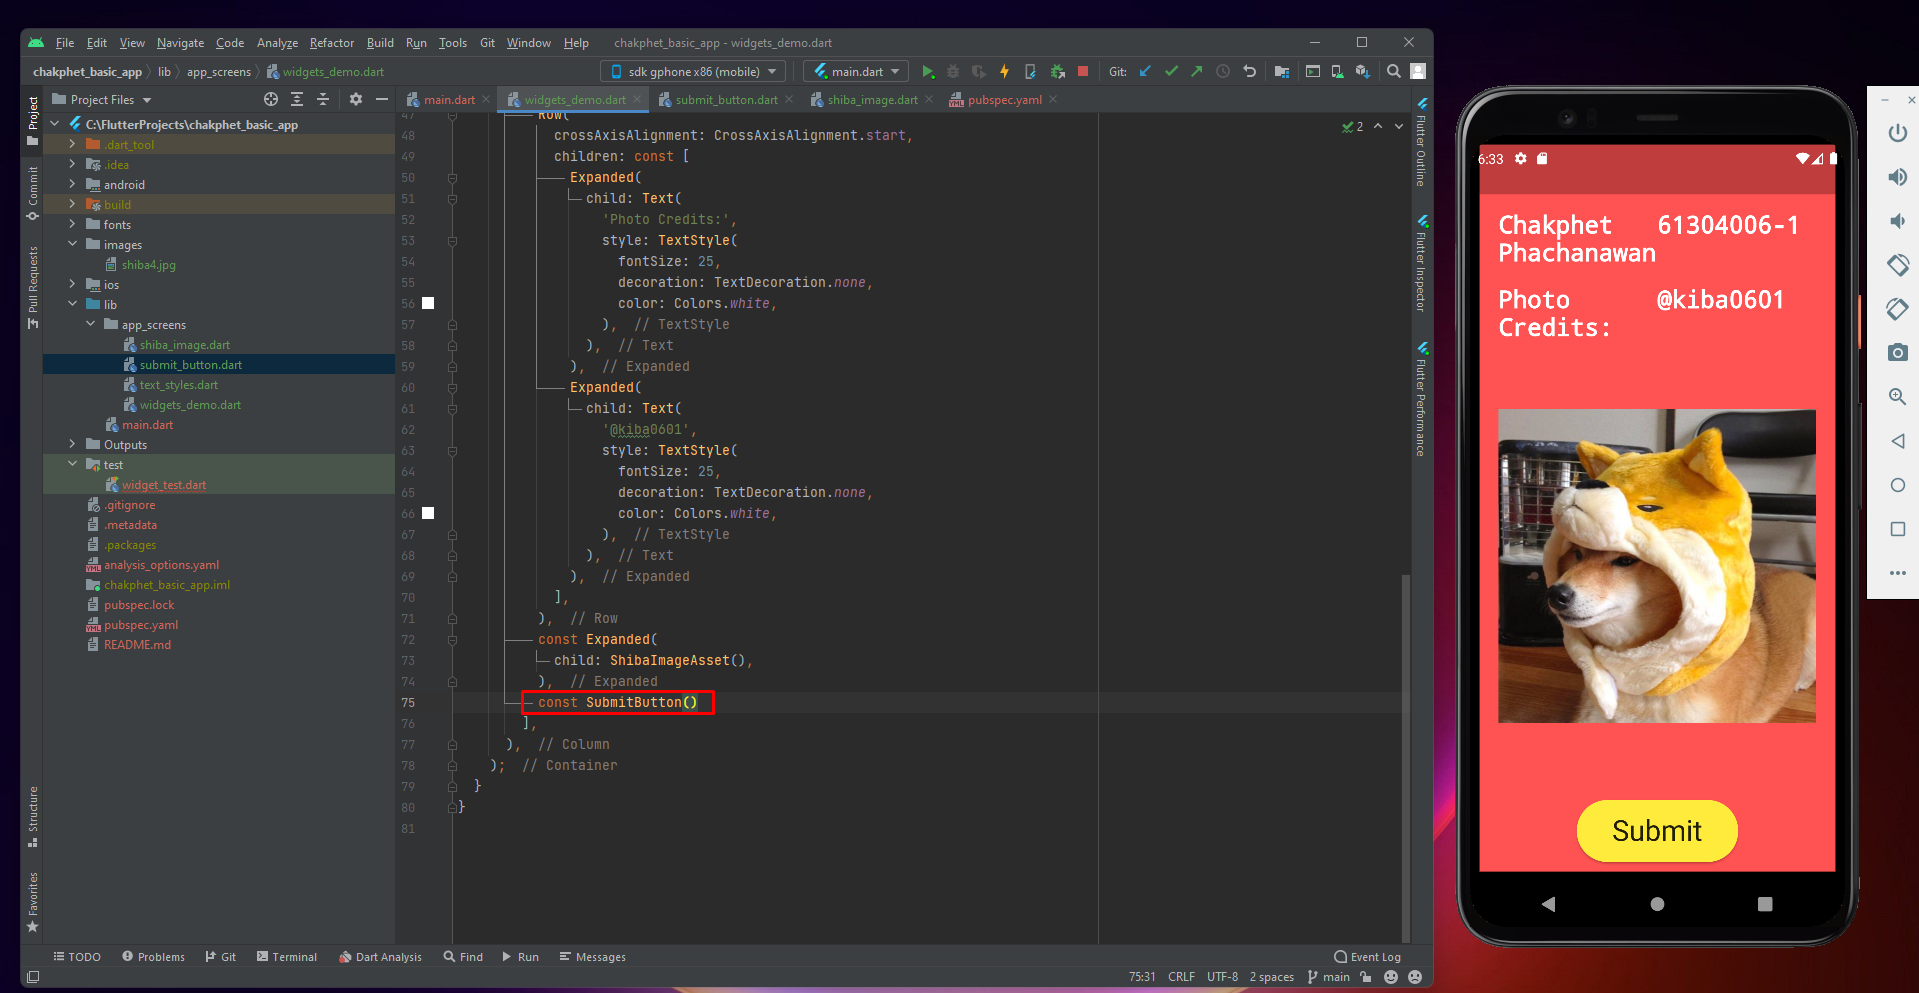 File Edit View Navigate Code Analyze Refactor Build Run Tools Git Window Help chakphet_basic_app - widgets_demo.dart
chakphet_basic_app lib app_screens widgets_demo.dart
sdk gphone x86 (mobile) main.dart Git:
Project Files
main.dart widgets_demo.dart submit_button.dart shiba_image.dart pubspec.yaml
Project
Commit
Pull Requests
Structure
Favorites
C:\FlutterProjects\chakphet_basic_app
.dart_tool
.idea
android
build
fonts
images
shiba4.jpg
ios
lib
app_screens
shiba_image.dart
submit_button.dart
text_styles.dart
widgets_demo.dart
main.dart
Outputs
test
widget_test.dart
.gitignore
.metadata
.packages
analysis_options.yaml
chakphet_basic_app.iml
pubspec.lock
pubspec.yaml
README.md
2
47 Row(
48 crossAxisAlignment: CrossAxisAlignment.start,
49 children: const [
50 Expanded(
51 child: Text(
52 'Photo Credits:',
53 style: TextStyle(
54 fontSize: 25,
55 decoration: TextDecoration.none,
56 color: Colors.white,
57 ), // TextStyle
58 ), // Text
59 ), // Expanded
60 Expanded(
61 child: Text(
62 '@kiba0601',
63 style: TextStyle(
64 fontSize: 25,
65 decoration: TextDecoration.none,
66 color: Colors.white,
67 ), // TextStyle
68 ), // Text
69 ), // Expanded
70 ],
71 ), // Row
72 const Expanded(
73 child: ShibaImageAsset(),
74 ), // Expanded
75 const SubmitButton()
76 ],
77 ), // Column
78 ); // Container
79 }
80 }
81
Flutter Outline
Flutter Inspector
Flutter Performance
TODO Problems Git Terminal Dart Analysis Find Run Messages Event Log
75:31 CRLF UTF-8 2 spaces main
6:33
Chakphet 61304006-1
Phachanawan
Photo @kiba0601
Credits:
Submit